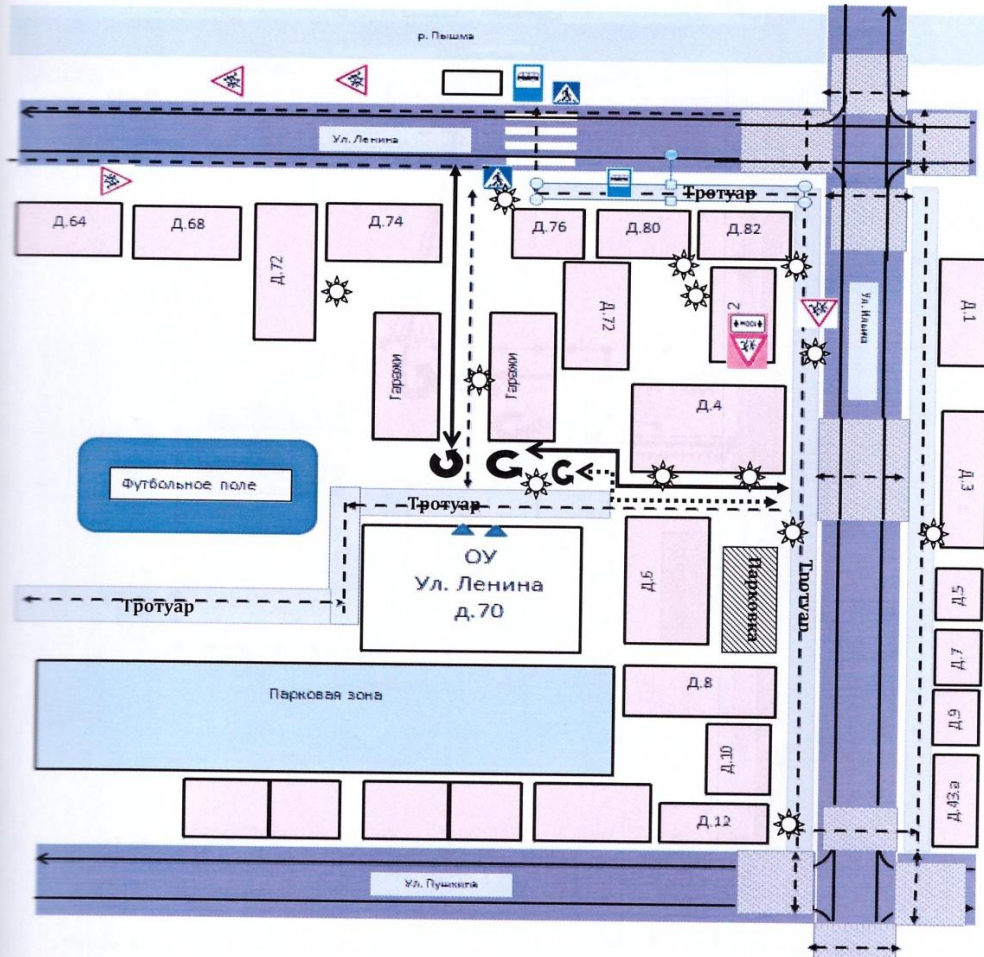 р. Пышма
Ул. Ленина
Тротуар
Д.64
Д.68
Д.72
Д.74
Д.76
Д.80
Д.82
Д.72
2
100м
Ул. Ильича
Д.1
Гаражи
Гаражи
Д.4
Д.3
Футбольное поле
Тротуар
ОУ
Ул. Ленина
д.70
Д.6
Парковка
Тротуар
Д.5
Тротуар
Д.7
Парковая зона
Д.8
Д.9
Д.10
Д.12
Д.43.а
Ул. Пушкина